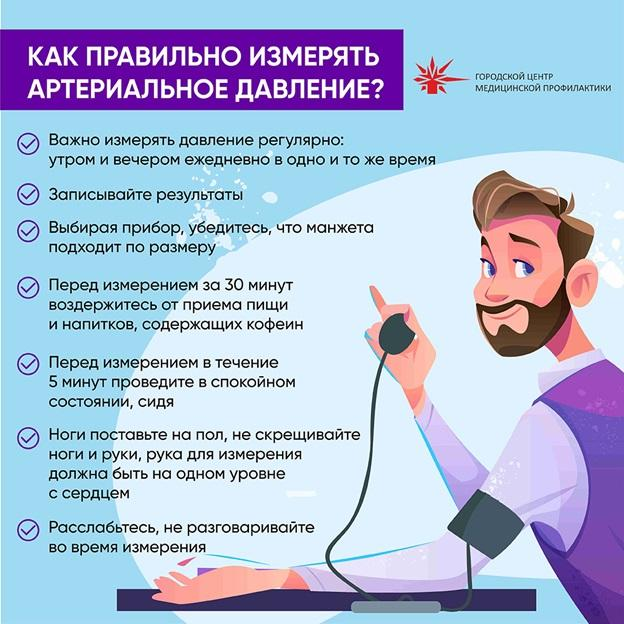 КАК ПРАВИЛЬНО ИЗМЕРЯТЬ
АРТЕРИАЛЬНОЕ ДАВЛЕНИЕ?
ГОРОДСКОЙ ЦЕНТР
МЕДИЦИНСКОЙ ПРОФИЛАКТИКИ
Важно измерять давление регулярно:
утром и вечером ежедневно в одно и то же время
Записывайте результаты
Выбирая прибор, убедитесь, что манжета
подходит по размеру
Перед измерением за 30 минут
воздержитесь от приема пищи
и напитков, содержащих кофеин
Перед измерением в течение
5 минут проведите в спокойном
состоянии, сидя
Ноги поставьте на пол, не скрещивайте
ноги и руки, рука для измерения
должна быть на одном уровне
с сердцем
Расслабьтесь, не разговаривайте
во время измерения